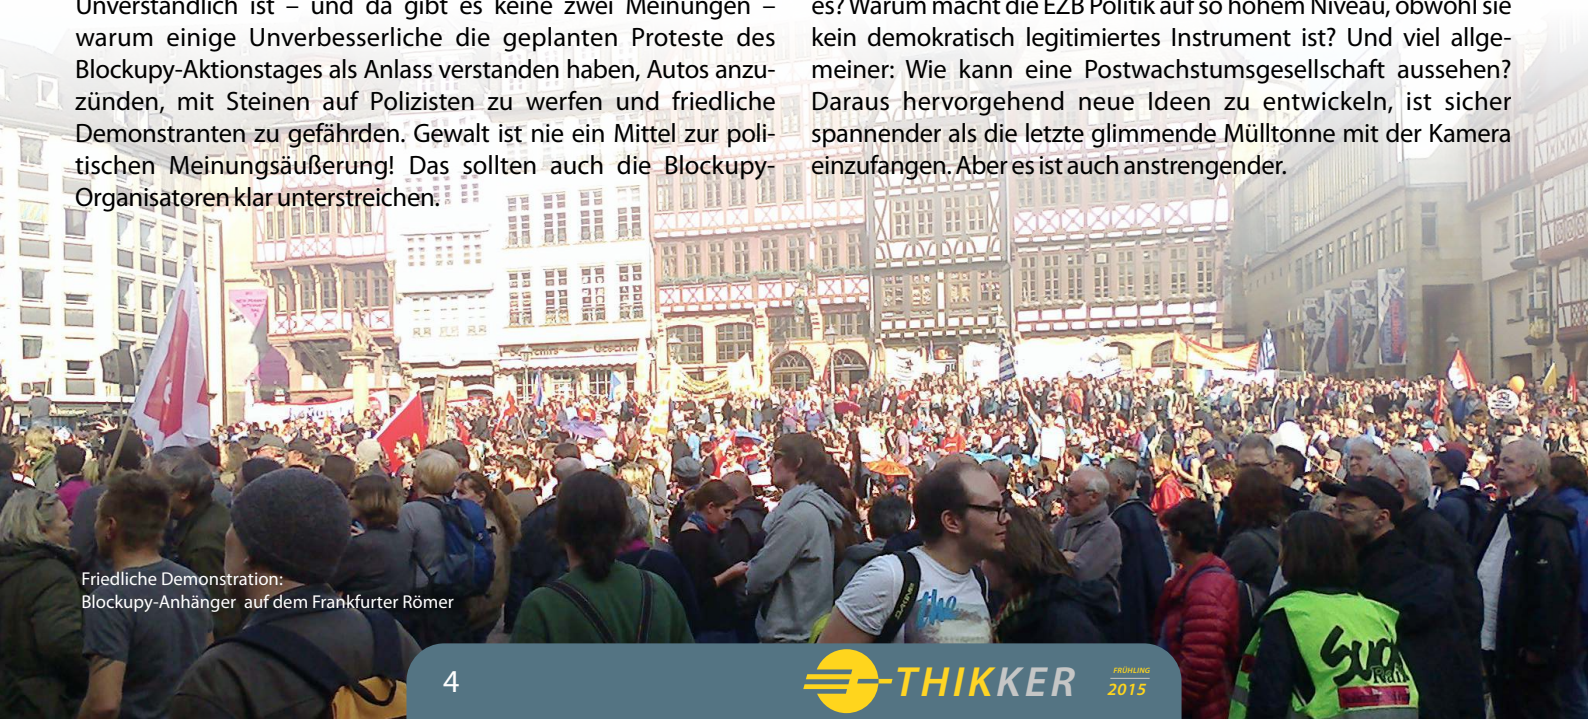 Unverständlich ist – und da gibt es keine zwei Meinungen –
warum einige Unverbesserliche die geplanten Proteste des
Blockupy-Aktionstages als Anlass verstanden haben, Autos anzu-
zünden, mit Steinen auf Polizisten zu werfen und friedliche
Demonstranten zu gefährden. Gewalt ist nie ein Mittel zur poli-
tischen Meinungsäußerung! Das sollten auch die Blockupy-
Organisatoren klar unterstreichen.
es? Warum macht die EZB Politik auf so hohem Niveau, obwohl sie
kein demokratisch legitimiertes Instrument ist? Und viel allge-
meiner: Wie kann eine Postwachstumsgesellschaft aussehen?
Daraus hervorgehend neue Ideen zu entwickeln, ist sicher
spannender als die letzte glimmende Mülltonne mit der Kamera
einzufangen. Aber es ist auch anstrengender.
Friedliche Demonstration:
Blockupy-Anhänger auf dem Frankfurter Römer
the
4
E-THIKKER
FRÜHLING
2015